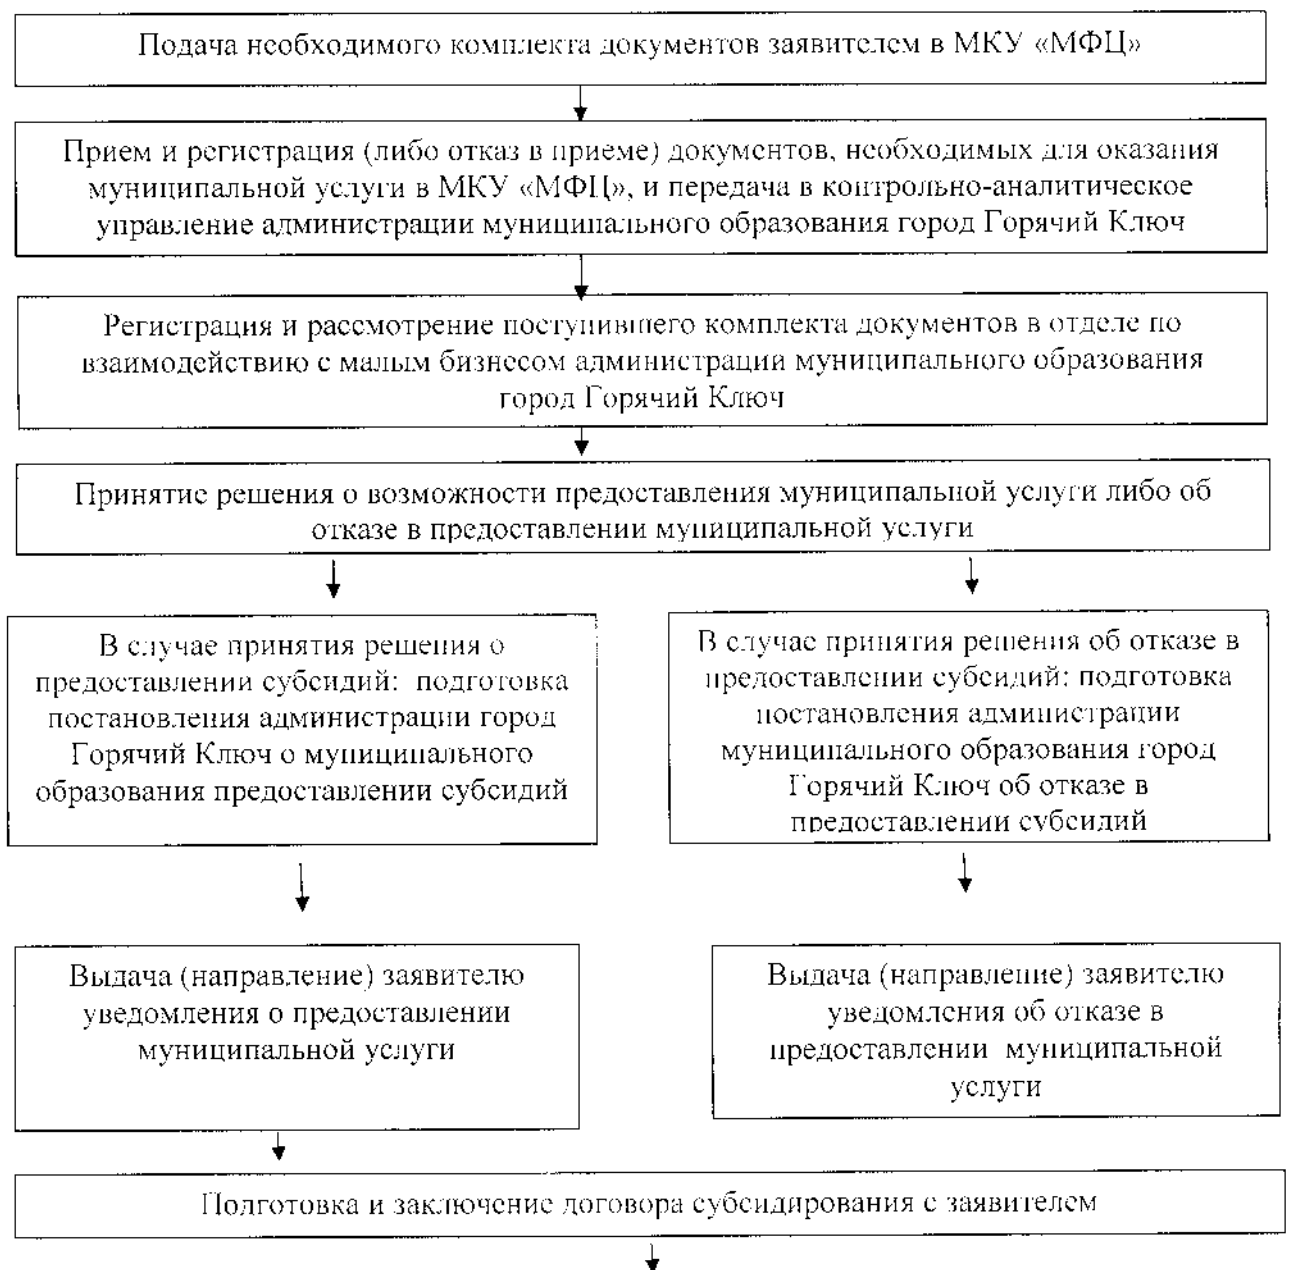 Подача необходимого комплекта документов заявителем в МКУ «МФЦ»
Прием и регистрация (либо отказ в приеме) документов, необходимых для оказания
муниципальной услуги в МКУ «МФЦ», и передача в контрольно-аналитическое
управление администрации муниципального образования город Горячий Ключ
Регистрация и рассмотрение поступившего комплекта документов в отделе по
взаимодействию с малым бизнесом администрации муниципального образования
город Горячий Ключ
Принятие решения о возможности предоставления муниципальной услуги либо об
отказе в предоставлении муниципальной услуги
В случае принятия решения о
предоставлении субсидий: подготовка
постановления администрации город
Горячий Ключ о муниципального
образования предоставлении субсидий
В случае принятия решения об отказе в
предоставлении субсидий: подготовка
постановления администрации
муниципального образования город
Горячий Ключ об отказе в
предоставлении субсидий
Выдача (направление) заявителю
уведомления о предоставлении
муниципальной услуги
Выдача (направление) заявителю
уведомления об отказе в
предоставлении муниципальной
услуги
Подготовка и заключение договора субсидирования с заявителем